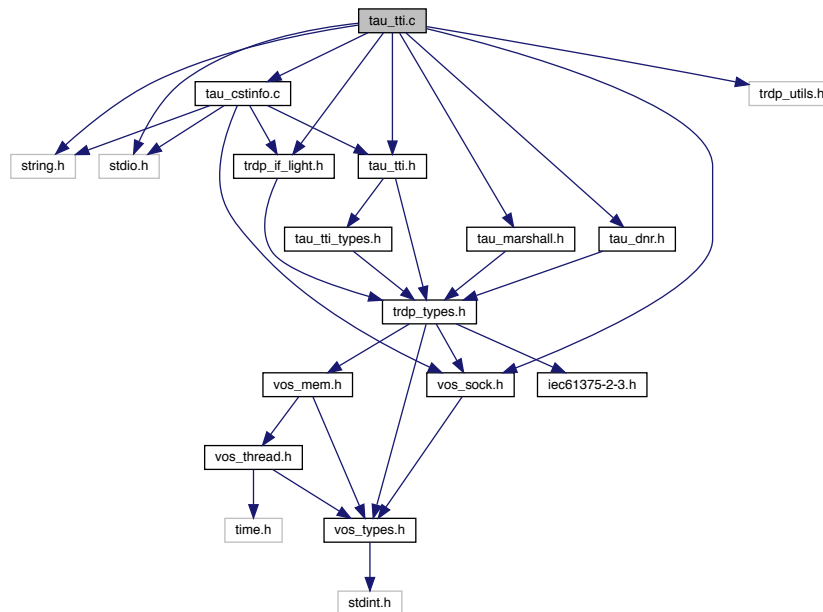 tau_tti.c
tau_cstinfo.c
trdp_utils.h
string.h
stdio.h
trdp_if_light.h
tau_tti.h
tau_tti_types.h
tau_marshall.h
tau_dnr.h
trdp_types.h
vos_mem.h
vos_sock.h
iec61375-2-3.h
vos_thread.h
time.h
vos_types.h
stdint.h